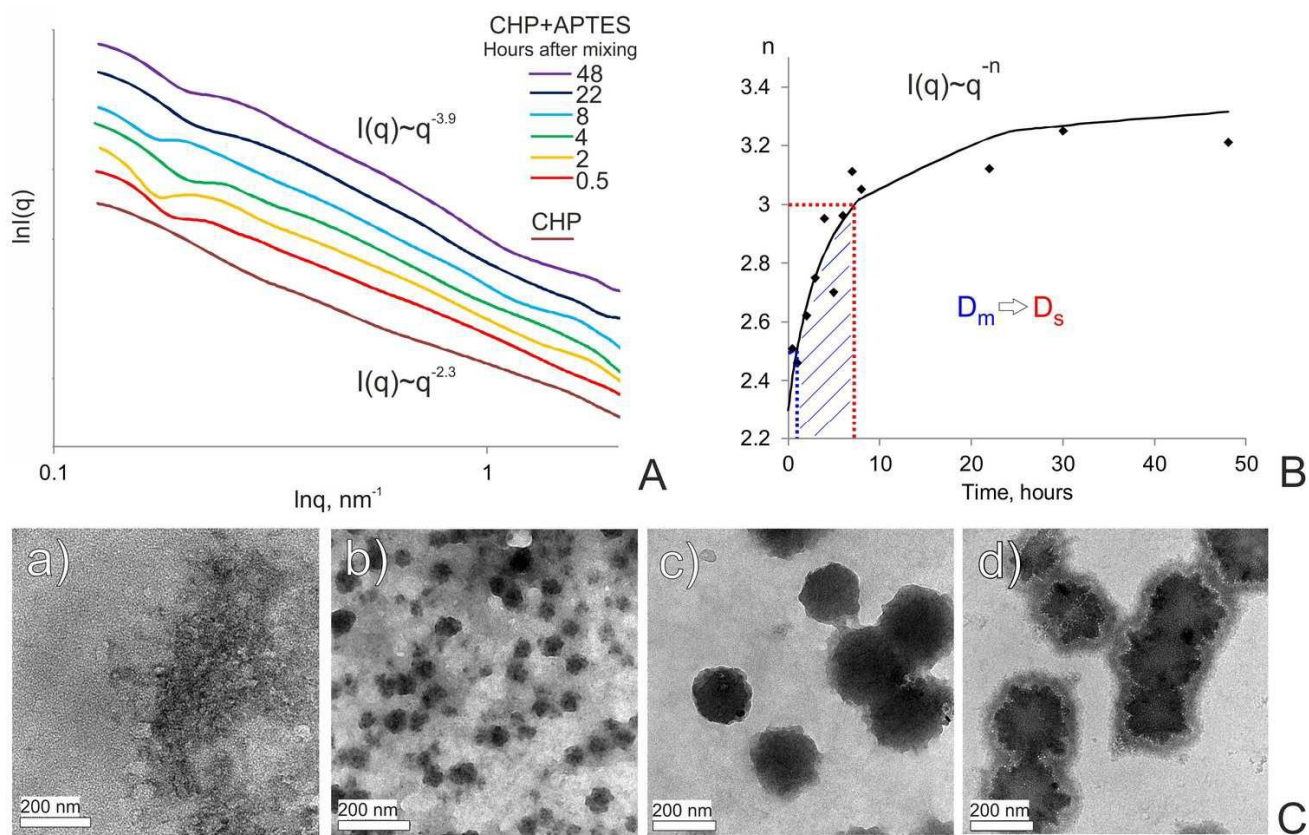 CHP+APTES
Hours after mixing
48
22
8
4
2
0.5
CHP
I(q)~q^-3.9
I(q)~q^-2.3
lnI(q)
0.1
1
lnq, nm^-1
A
n
I(q)~q^-n
3.4
3.2
3
2.8
2.6
2.4
2.2
D_m ⇨ D_s
0
10
20
30
40
50
Time, hours
B
a)
200 nm
b)
200 nm
c)
200 nm
d)
200 nm
C